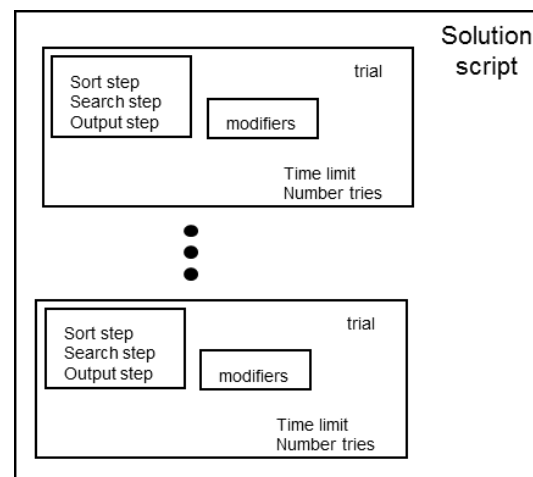 Solution
script
trial
Sort step
Search step
Output step
modifiers
Time limit
Number tries
trial
Sort step
Search step
Output step
modifiers
Time limit
Number tries